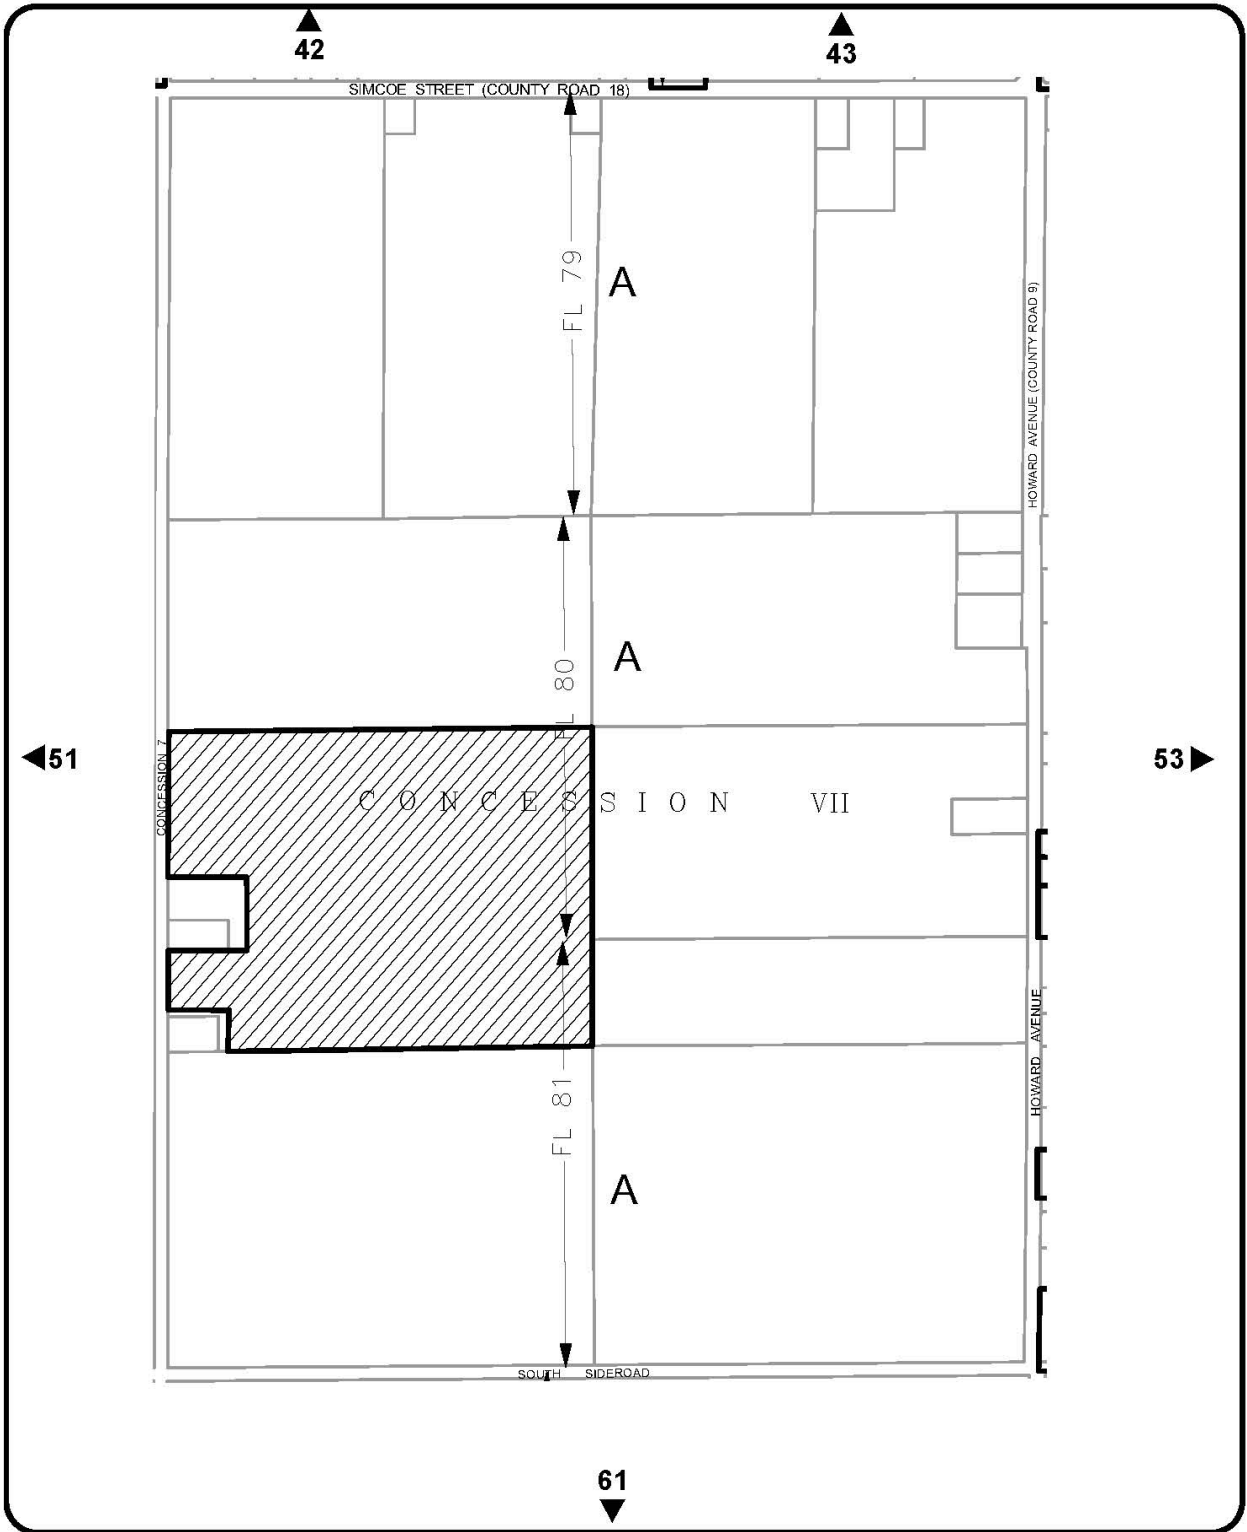 42
43
SIMCOE STREET (COUNTY ROAD 18)
FL 79
A
HOWARD AVENUE (COUNTY ROAD 9)
FL 80
A
51
CONCESSION 7
CONCESSION VII
53
HOWARD AVENUE
FL 81
A
SOUTH SIDEROAD
61